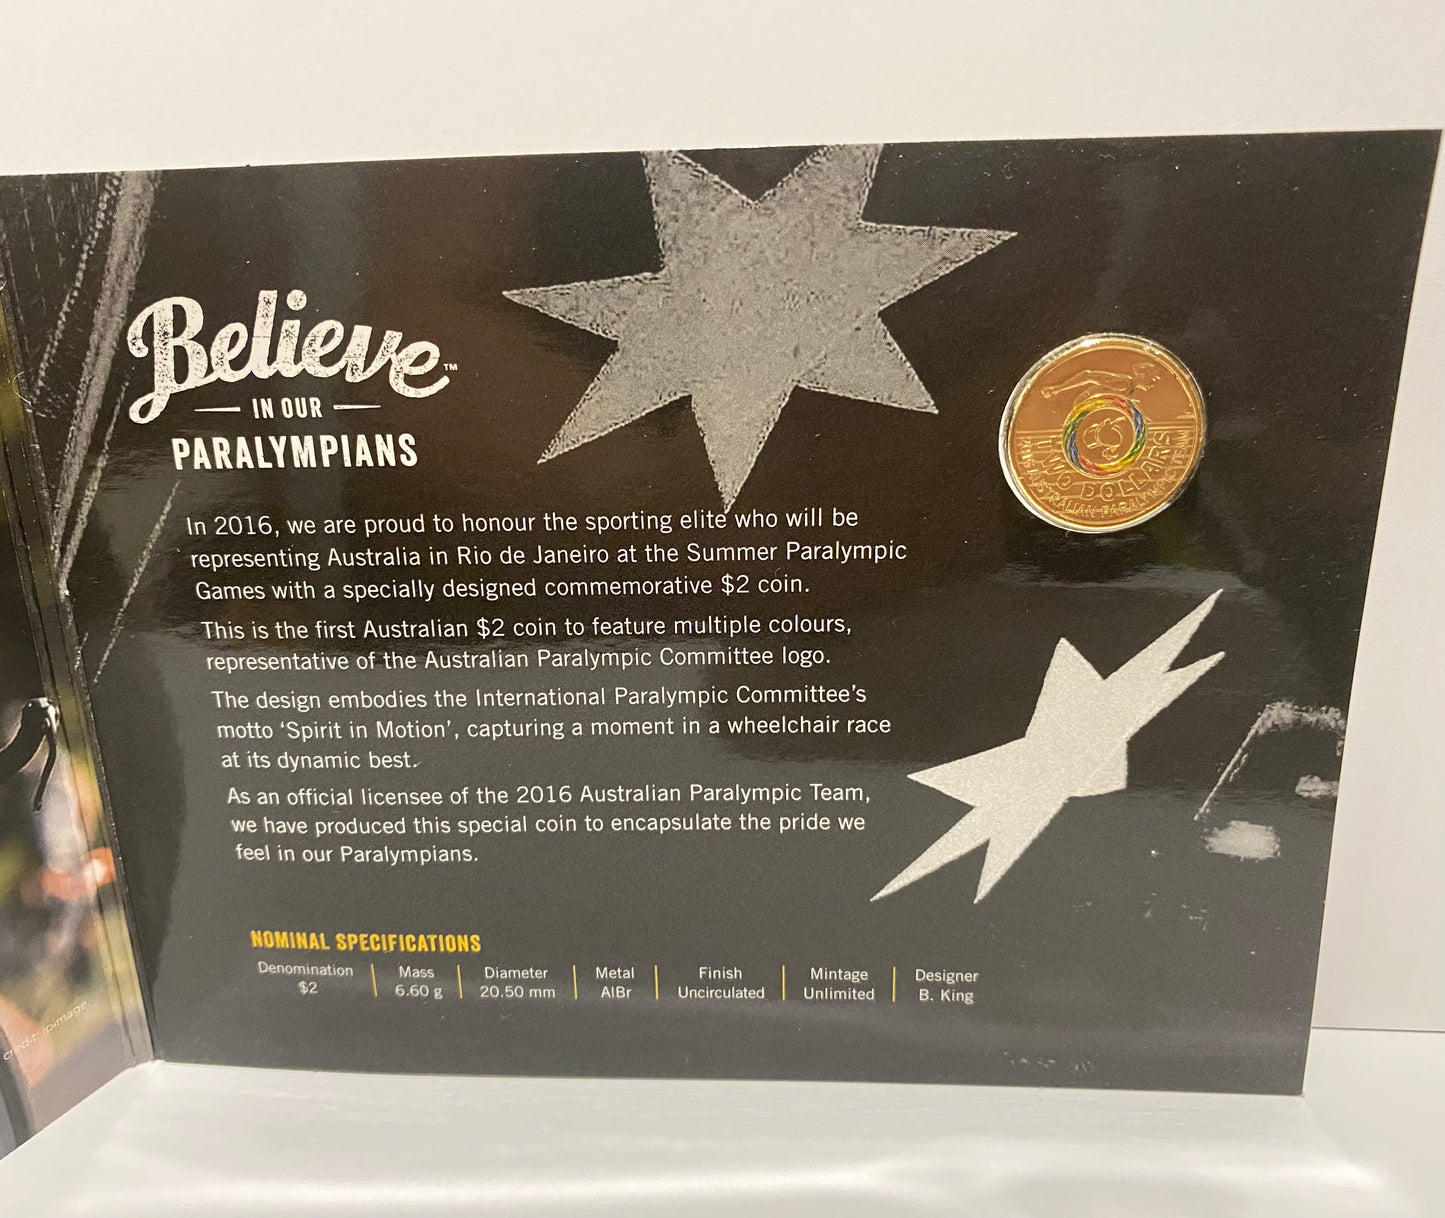 Believe™
IN OUR
PARALYMPIANS
In 2016, we are proud to honour the sporting elite who will be
representing Australia in Rio de Janeiro at the Summer Paralympic
Games with a specially designed commemorative $2 coin.
This is the first Australian $2 coin to feature multiple colours,
representative of the Australian Paralympic Committee logo.
The design embodies the International Paralympic Committee's
motto 'Spirit in Motion', capturing a moment in a wheelchair race
at its dynamic best.
As an official licensee of the 2016 Australian Paralympic Team,
we have produced this special coin to encapsulate the pride we
feel in our Paralympians.
TWO DOLLARS
AUSTRALIAN PARALYMPIC TEAM
NOMINAL SPECIFICATIONS
Denomination | Mass | Diameter | Metal | Finish | Mintage | Designer
$2 | 6.60 g | 20.50 mm | AlBr | Uncirculated | Unlimited | B. King
credit: ipimage